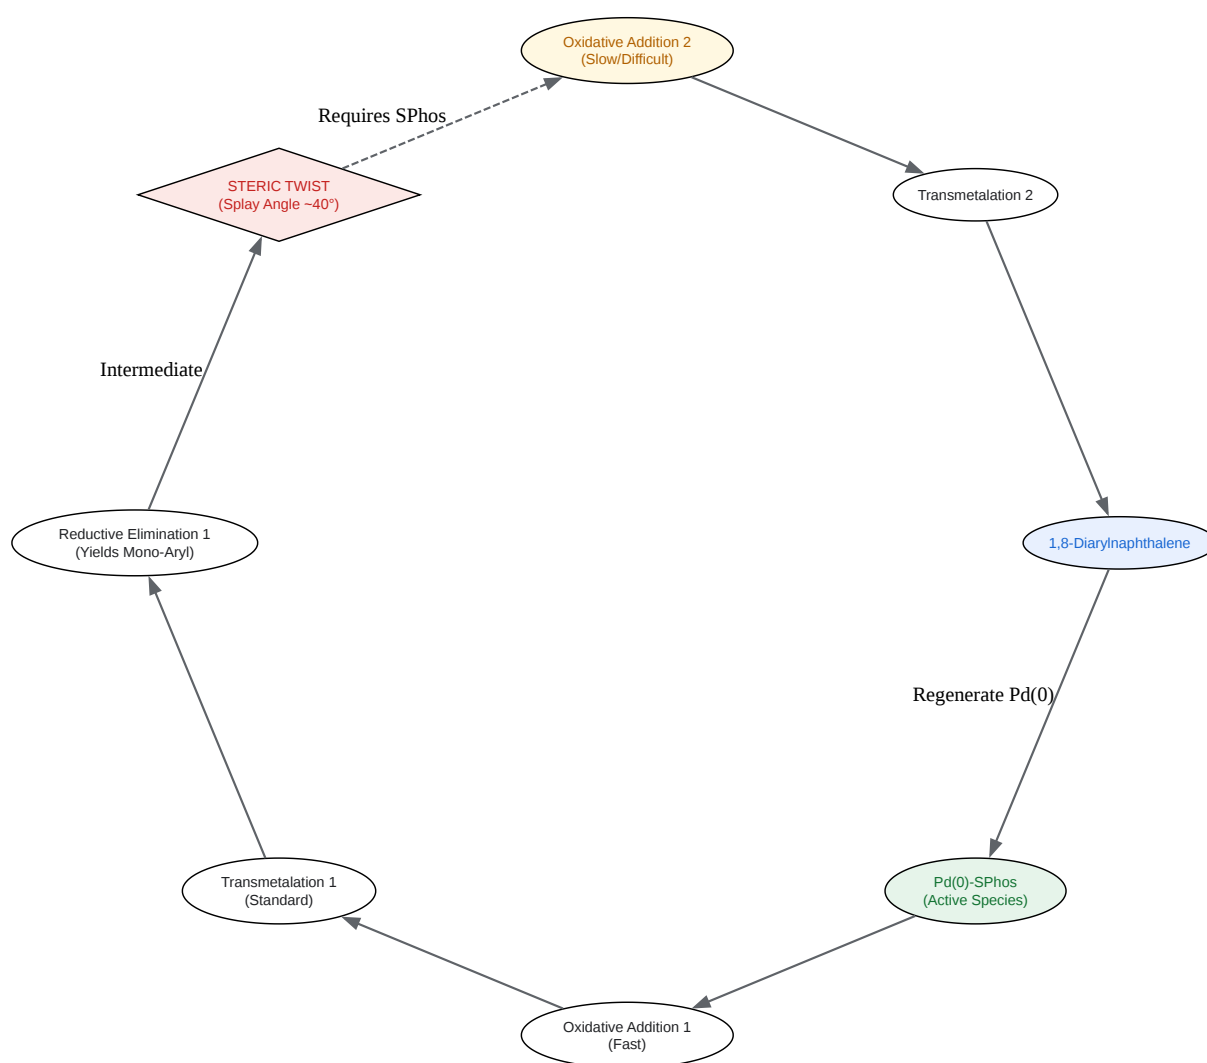 Oxidative Addition 2
(Slow/Difficult)
Requires SPhos
STERIC TWIST
(Splay Angle ~40°)
Transmetalation 2
Intermediate
Reductive Elimination 1
(Yields Mono-Aryl)
1,8-Diarylnaphthalene
Regenerate Pd(0)
Transmetalation 1
(Standard)
Pd(0)-SPhos
(Active Species)
Oxidative Addition 1
(Fast)